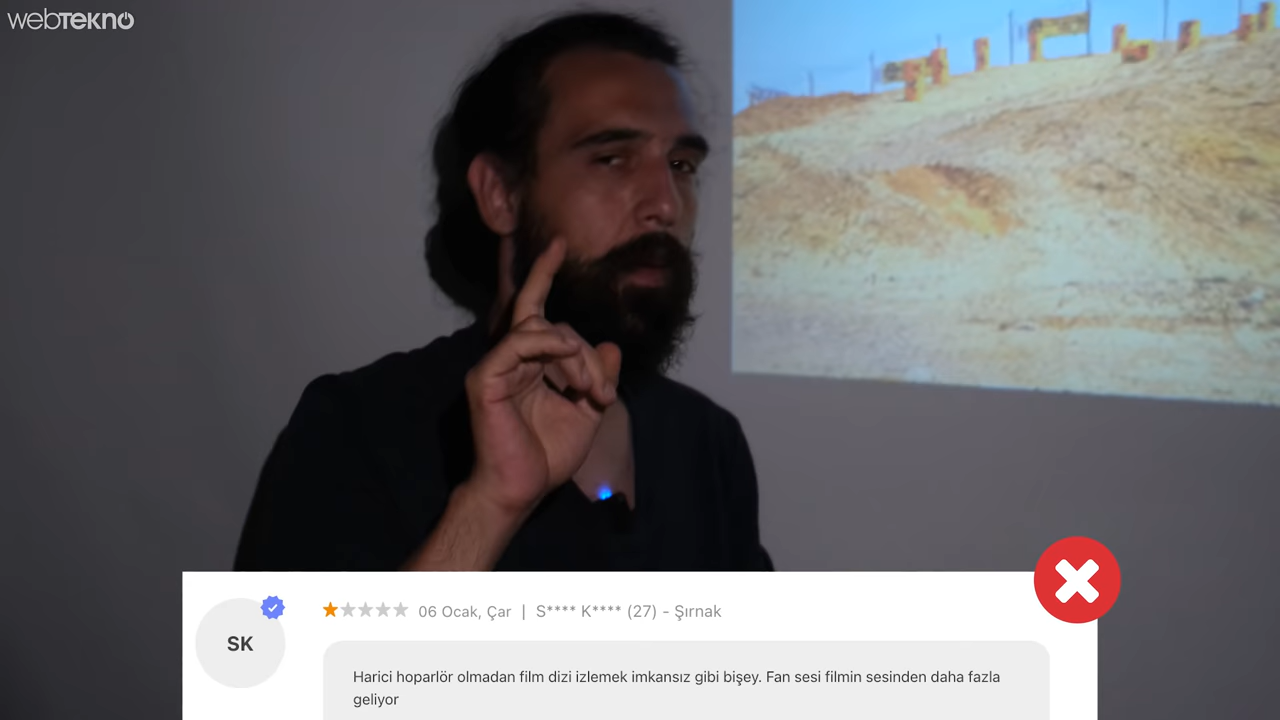 webtekno
SK
06 Ocak, Çar | S**** K**** (27) - Şırnak
Harici hoparlör olmadan film dizi izlemek imkansız gibi bişey. Fan sesi filmin sesinden daha fazla
geliyor